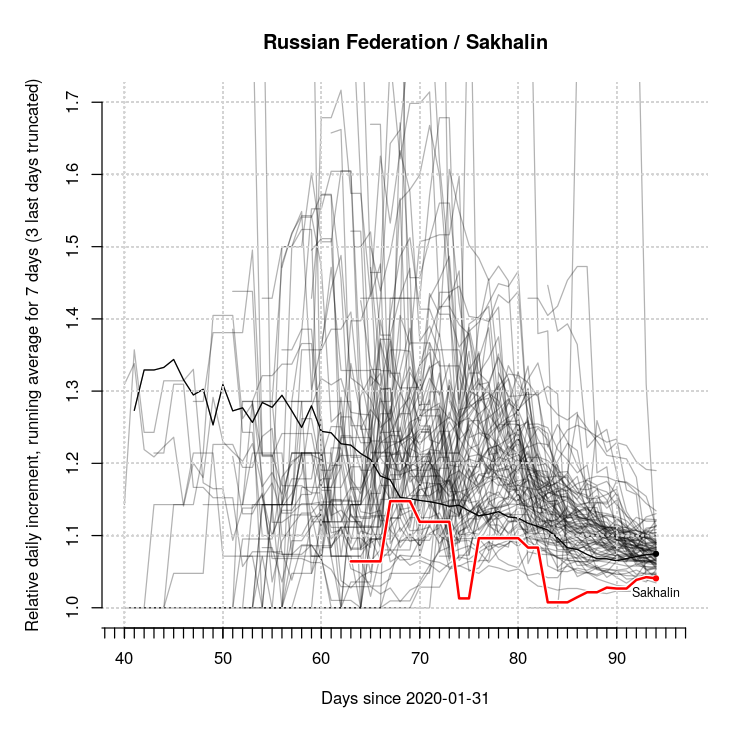 Russian Federation / Sakhalin
Relative daily increment, running average for 7 days (3 last days truncated)
1.7
1.6
1.5
1.4
1.3
1.2
1.1
1.0
Sakhalin
40 50 60 70 80 90
Days since 2020-01-31